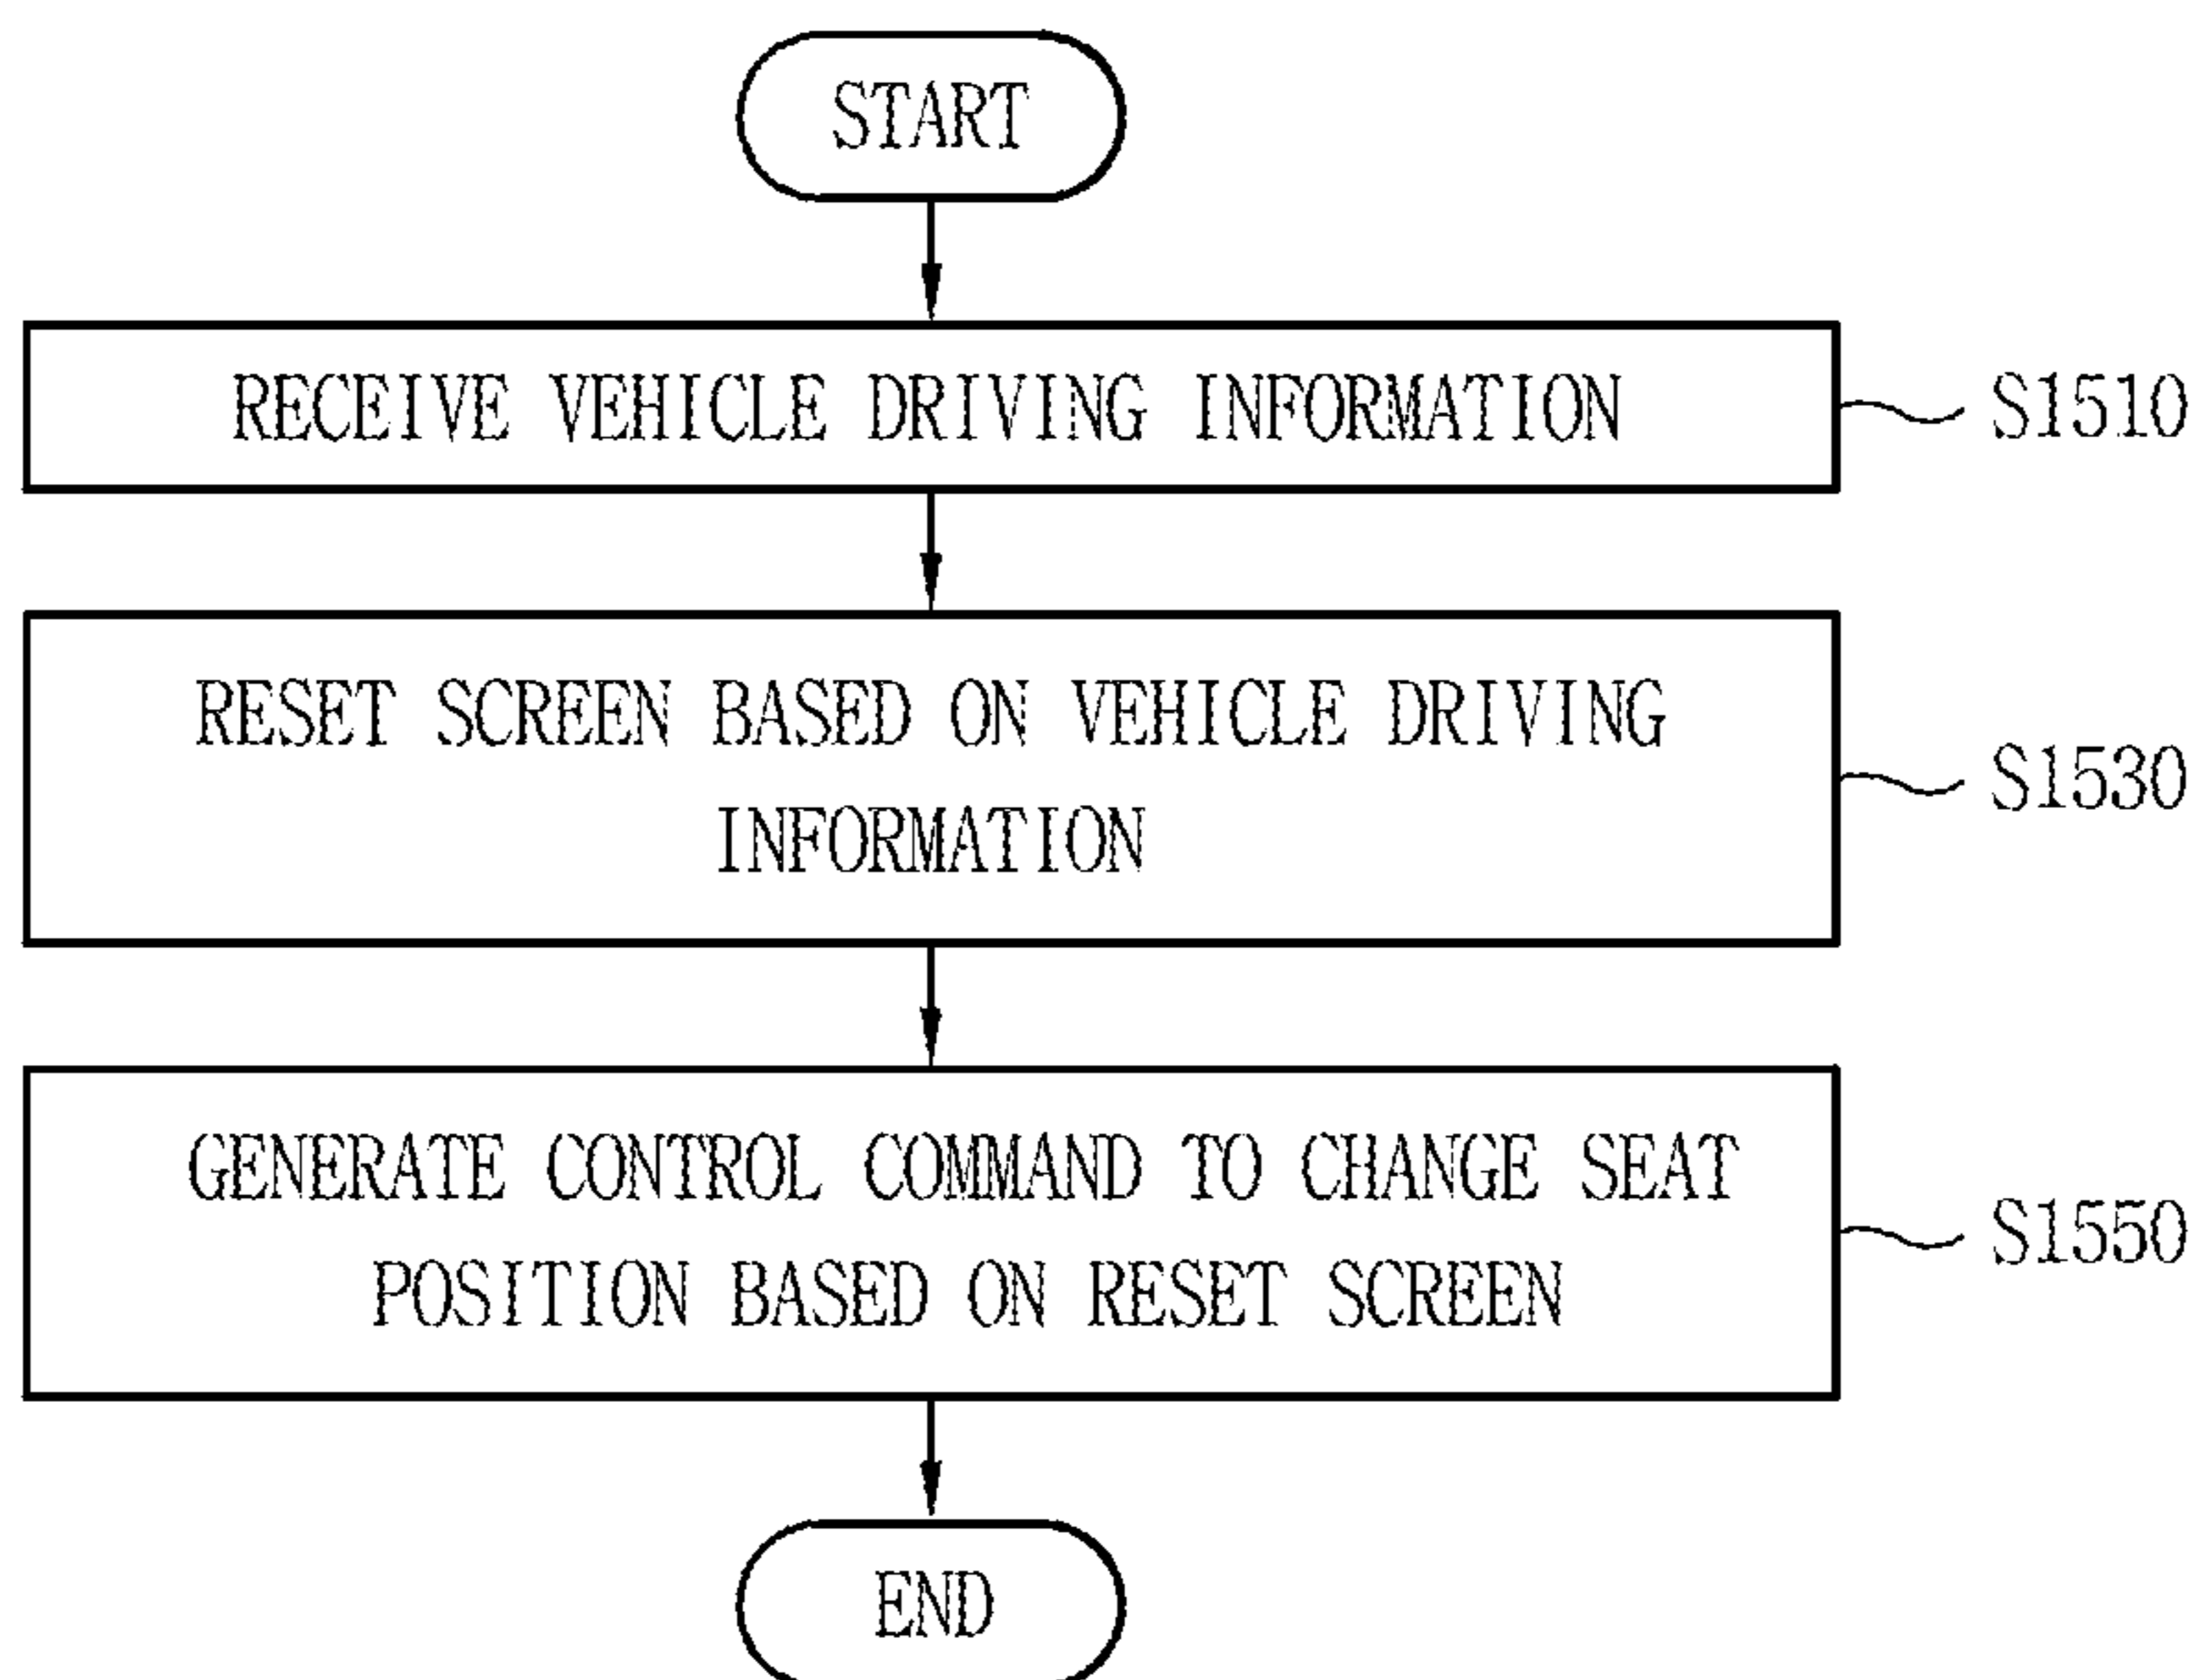 START
RECEIVE VEHICLE DRIVING INFORMATION
S1510
RESET SCREEN BASED ON VEHICLE DRIVING
INFORMATION
S1530
GENERATE CONTROL COMMAND TO CHANGE SEAT
POSITION BASED ON RESET SCREEN
S1550
END